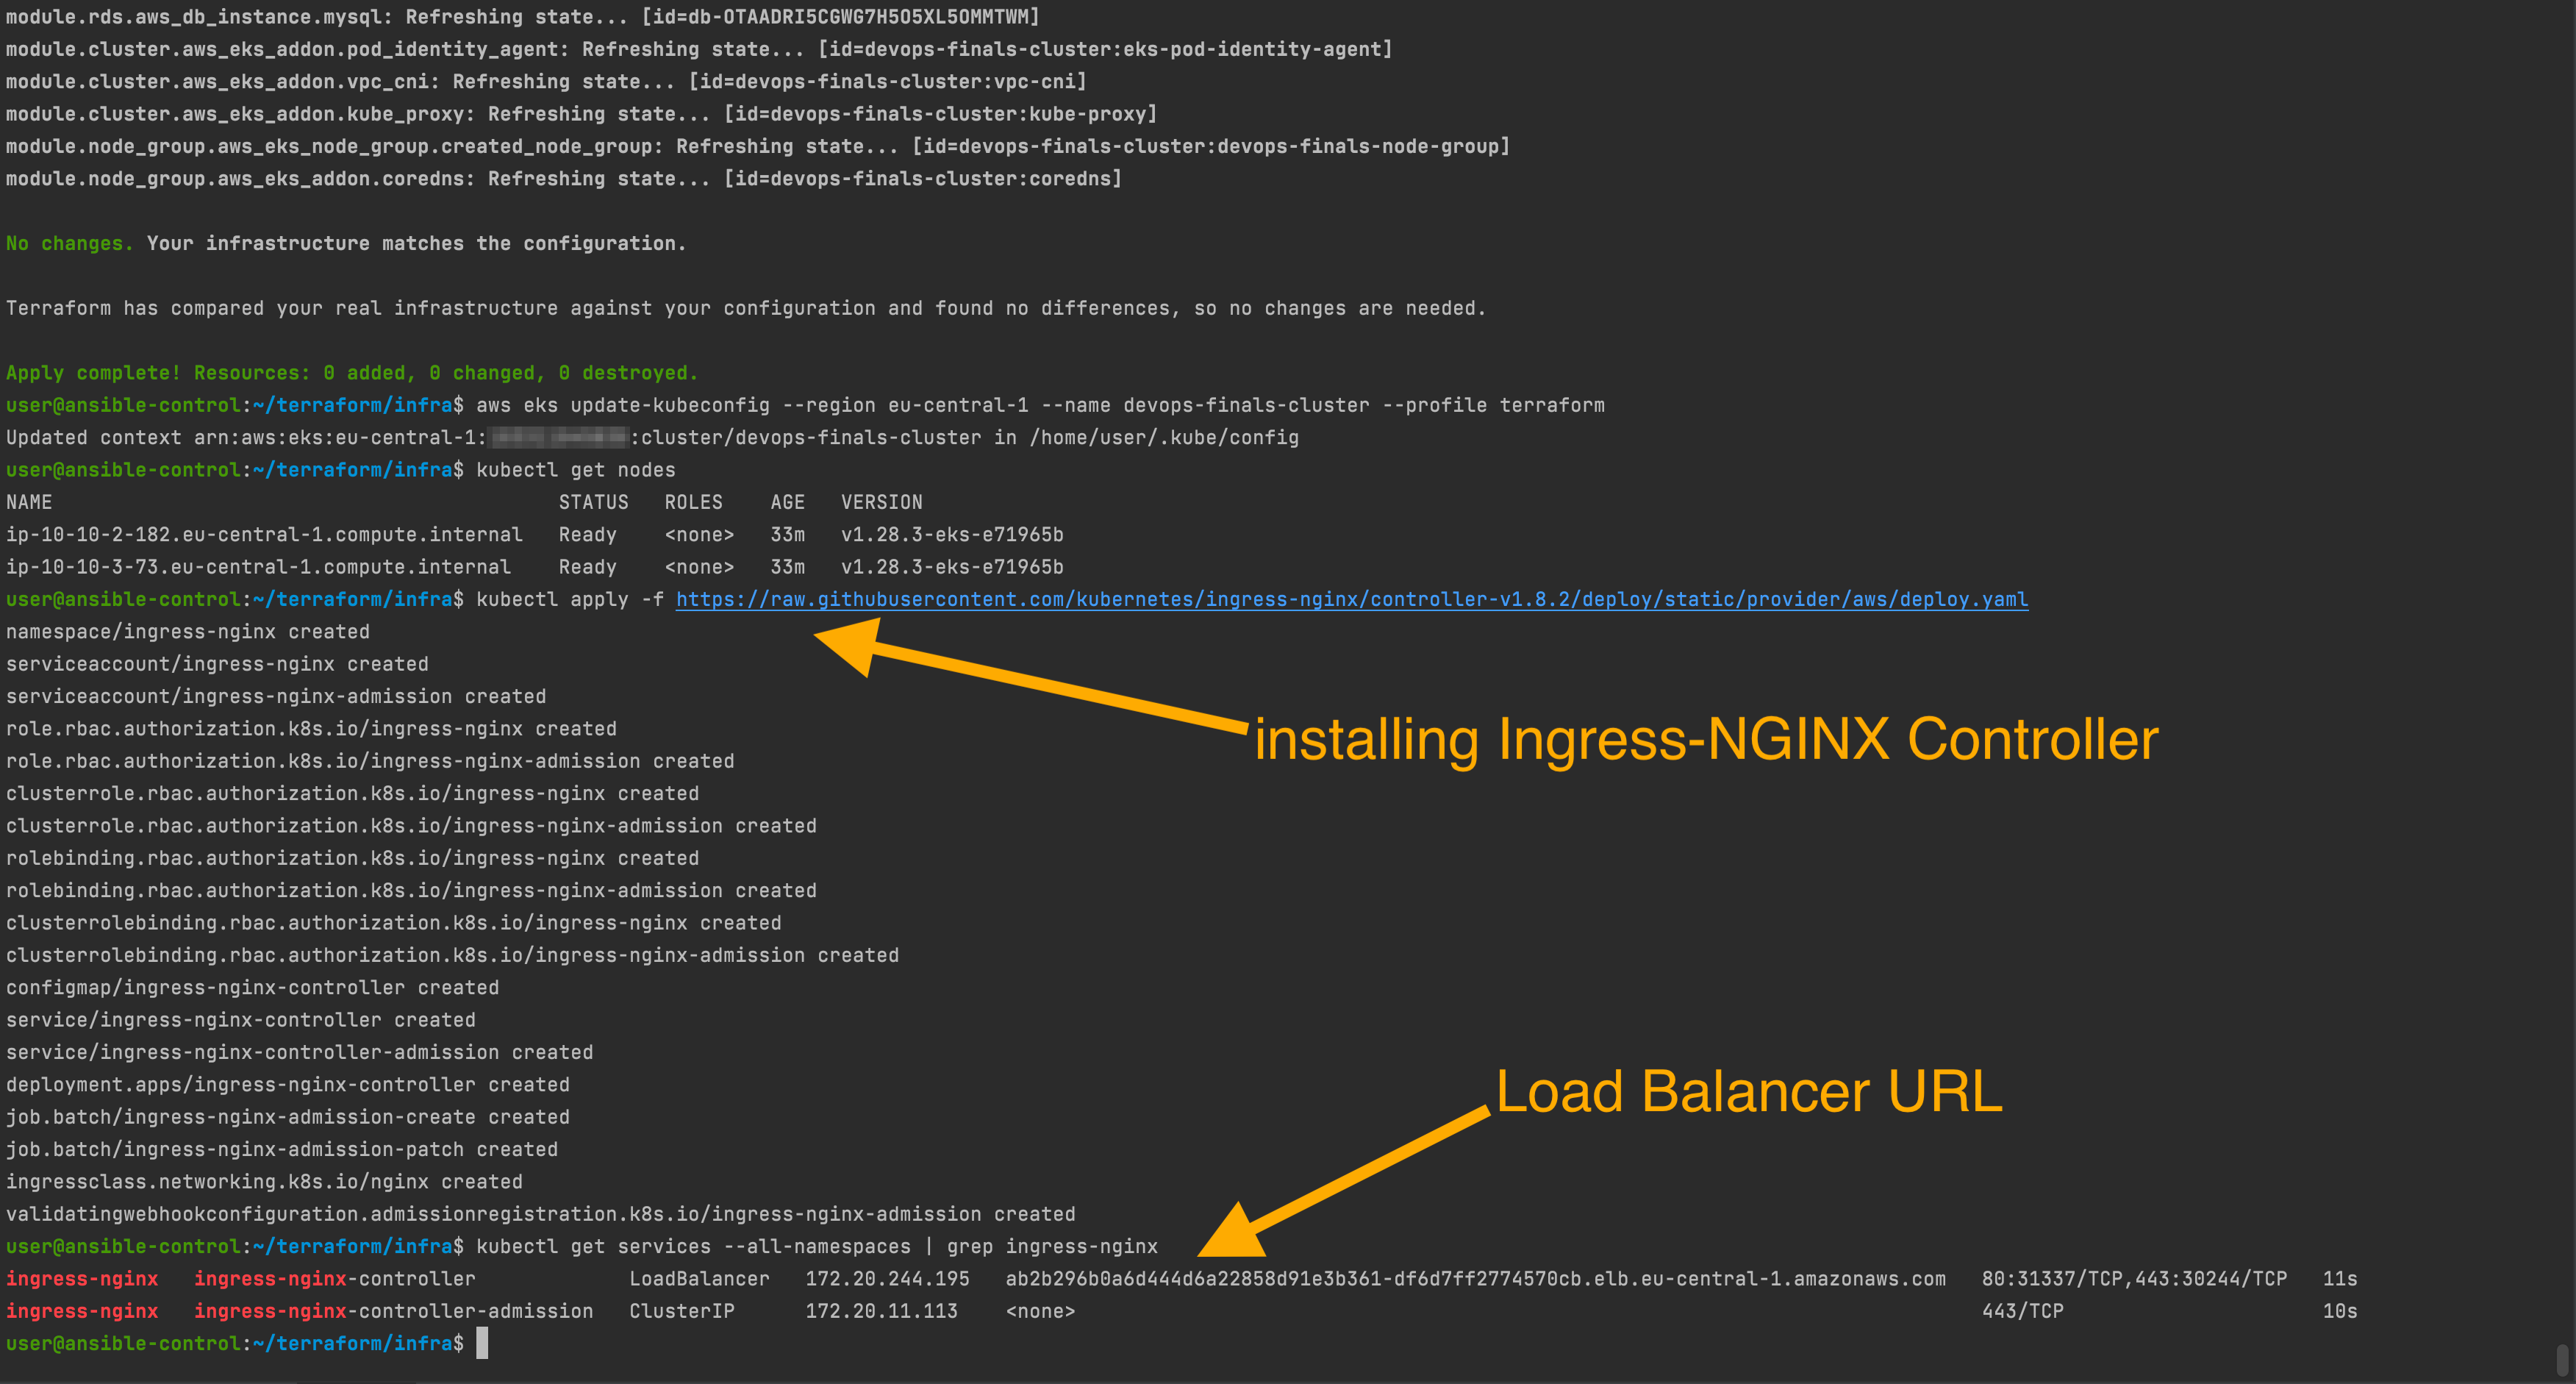 module.rds.aws_db_instance.mysql: Refreshing state... [id=db-OTAADRI5CGWG7H5O5XL5OMMTWM]
module.cluster.aws_eks_addon.pod_identity_agent: Refreshing state... [id=devops-finals-cluster:eks-pod-identity-agent]
module.cluster.aws_eks_addon.vpc_cni: Refreshing state... [id=devops-finals-cluster:vpc-cni]
module.cluster.aws_eks_addon.kube_proxy: Refreshing state... [id=devops-finals-cluster:kube-proxy]
module.node_group.aws_eks_node_group.created_node_group: Refreshing state... [id=devops-finals-cluster:devops-finals-node-group]
module.node_group.aws_eks_addon.coredns: Refreshing state... [id=devops-finals-cluster:coredns]
No changes. Your infrastructure matches the configuration.
Terraform has compared your real infrastructure against your configuration and found no differences, so no changes are needed.
Apply complete! Resources: 0 added, 0 changed, 0 destroyed.
user@ansible-control:~/terraform/infra$ aws eks update-kubeconfig --region eu-central-1 --name devops-finals-cluster --profile terraform
Updated context arn:aws:eks:eu-central-1: :cluster/devops-finals-cluster in /home/user/.kube/config
user@ansible-control:~/terraform/infra$ kubectl get nodes
NAME STATUS ROLES AGE VERSION
ip-10-10-2-182.eu-central-1.compute.internal Ready <none> 33m v1.28.3-eks-e71965b
ip-10-10-3-73.eu-central-1.compute.internal Ready <none> 33m v1.28.3-eks-e71965b
user@ansible-control:~/terraform/infra$ kubectl apply -f https://raw.githubusercontent.com/kubernetes/ingress-nginx/controller-v1.8.2/deploy/static/provider/aws/deploy.yaml
namespace/ingress-nginx created
serviceaccount/ingress-nginx created
serviceaccount/ingress-nginx-admission created
role.rbac.authorization.k8s.io/ingress-nginx created
installing Ingress-NGINX Controller
role.rbac.authorization.k8s.io/ingress-nginx-admission created
clusterrole.rbac.authorization.k8s.io/ingress-nginx created
clusterrole.rbac.authorization.k8s.io/ingress-nginx-admission created
rolebinding.rbac.authorization.k8s.io/ingress-nginx created
rolebinding.rbac.authorization.k8s.io/ingress-nginx-admission created
clusterrolebinding.rbac.authorization.k8s.io/ingress-nginx created
clusterrolebinding.rbac.authorization.k8s.io/ingress-nginx-admission created
configmap/ingress-nginx-controller created
service/ingress-nginx-controller created
service/ingress-nginx-controller-admission created
deployment.apps/ingress-nginx-controller created
Load Balancer URL
job.batch/ingress-nginx-admission-create created
job.batch/ingress-nginx-admission-patch created
ingressclass.networking.k8s.io/nginx created
validatingwebhookconfiguration.admissionregistration.k8s.io/ingress-nginx-admission created
user@ansible-control:~/terraform/infra$ kubectl get services --all-namespaces | grep ingress-nginx
ingress-nginx ingress-nginx-controller LoadBalancer 172.20.244.195 ab2b296b0a6d444d6a22858d91e3b361-df6d7ff2774570cb.elb.eu-central-1.amazonaws.com 80:31337/TCP,443:30244/TCP 11s
ingress-nginx ingress-nginx-controller-admission ClusterIP 172.20.11.113 <none> 443/TCP 10s
user@ansible-control:~/terraform/infra$